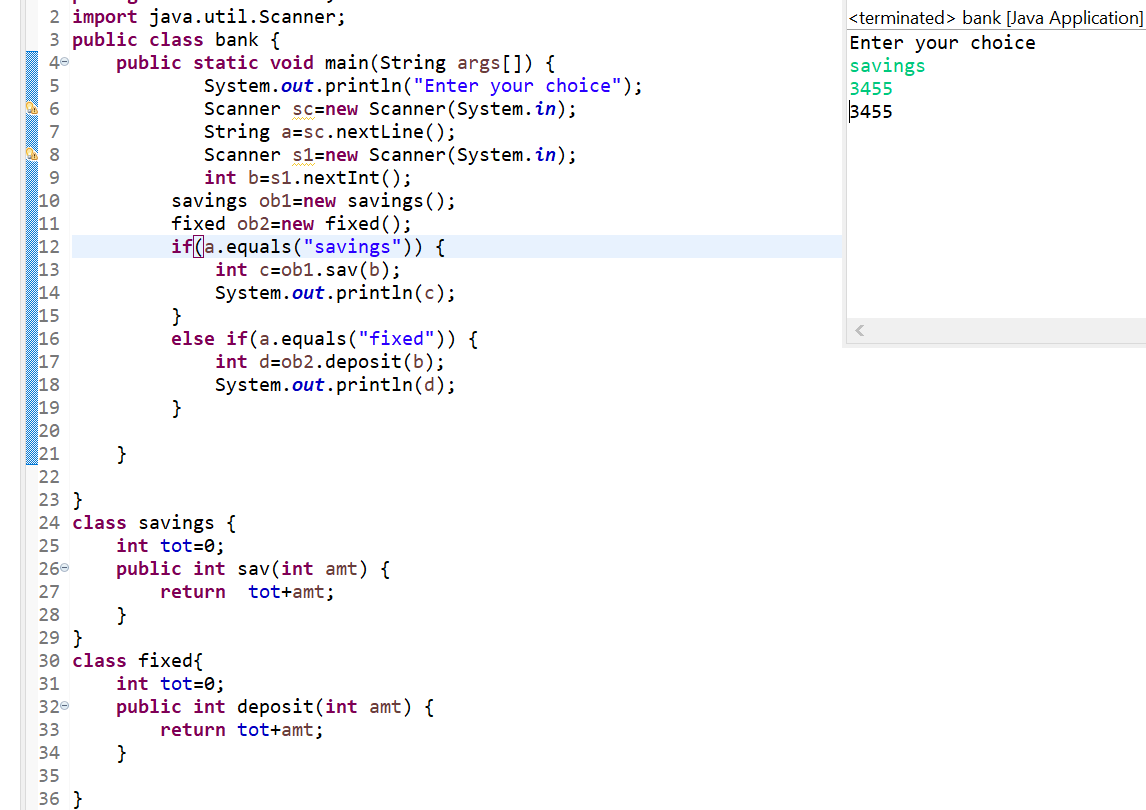 2 import java.util.Scanner;
3 public class bank {
4 public static void main(String args[]) {
5 System.out.println("Enter your choice");
6 Scanner sc=new Scanner(System.in);
7 String a=sc.nextLine();
8 Scanner s1=new Scanner(System.in);
9 int b=s1.nextInt();
10 savings ob1=new savings();
11 fixed ob2=new fixed();
12 if(a.equals("savings")) {
13 int c=ob1.sav(b);
14 System.out.println(c);
15 }
16 else if(a.equals("fixed")) {
17 int d=ob2.deposit(b);
18 System.out.println(d);
19 }
20
21 }
22
23 }
24 class savings {
25 int tot=0;
26 public int sav(int amt) {
27 return  tot+amt;
28 }
29 }
30 class fixed{
31 int tot=0;
32 public int deposit(int amt) {
33 return tot+amt;
34 }
35
36 }
<terminated> bank [Java Application]
Enter your choice
savings
3455
3455